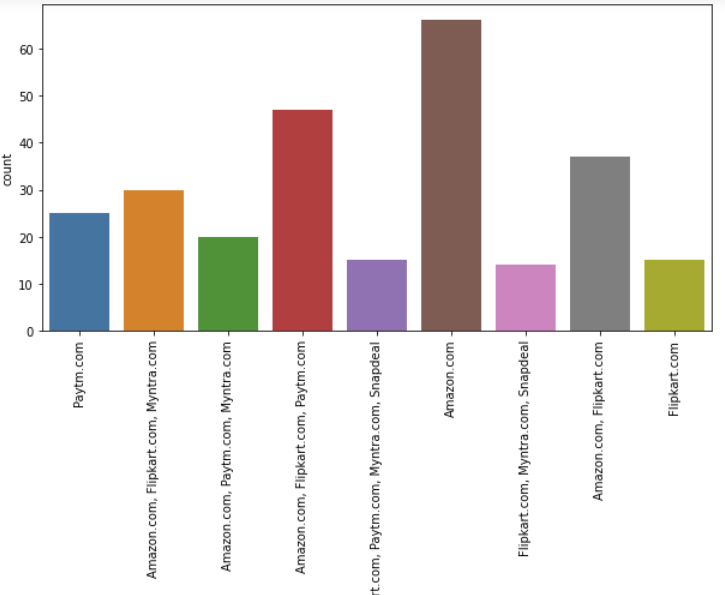 60
50
40
30
20
10
0
count
Paytm.com
Amazon.com, Flipkart.com, Myntra.com
Amazon.com, Paytm.com, Myntra.com
Amazon.com, Flipkart.com, Paytm.com
rt.com, Paytm.com, Myntra.com, Snapdeal
Amazon.com
Flipkart.com, Myntra.com, Snapdeal
Amazon.com, Flipkart.com
Flipkart.com